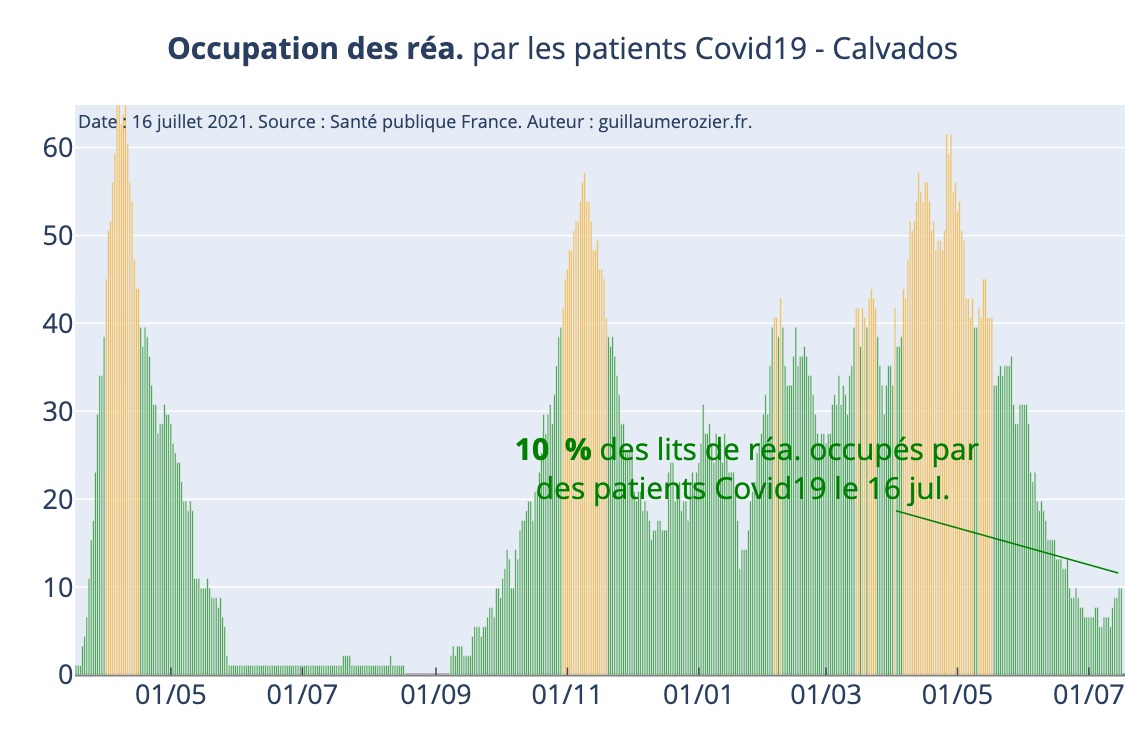 Occupation des réa. par les patients Covid19 - Calvados
Date : 16 juillet 2021. Source : Santé publique France. Auteur : guillaumerozier.fr.
60
50
40
30
20
10
0
10 % des lits de réa. occupés par
des patients Covid19 le 16 jul.
01/05 01/07 01/09 01/11 01/01 01/03 01/05 01/07